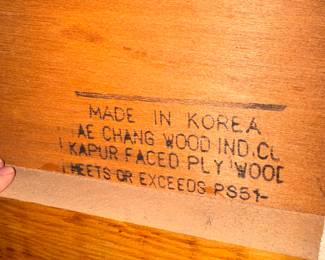 MADE IN KOREA
AE CHANG WOOD IND.CO
KAPUR FACED PLY WOOD
MEETS OR EXCEEDS PS51-